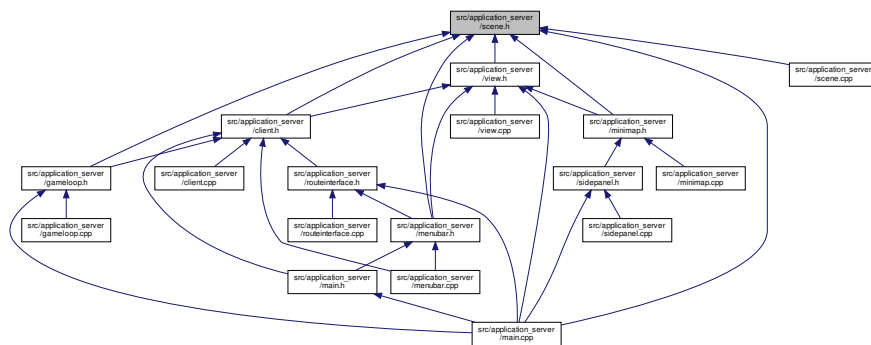 src/application_server
/scene.h
src/application_server
/view.h
src/application_server
/scene.cpp
src/application_server
/client.h
src/application_server
/view.cpp
src/application_server
/minimap.h
src/application_server
/gameloop.h
src/application_server
/client.cpp
src/application_server
/routeinterface.h
src/application_server
/sidepanel.h
src/application_server
/minimap.cpp
src/application_server
/gameloop.cpp
src/application_server
/routeinterface.cpp
src/application_server
/menubar.h
src/application_server
/sidepanel.cpp
src/application_server
/main.h
src/application_server
/menubar.cpp
src/application_server
/main.cpp